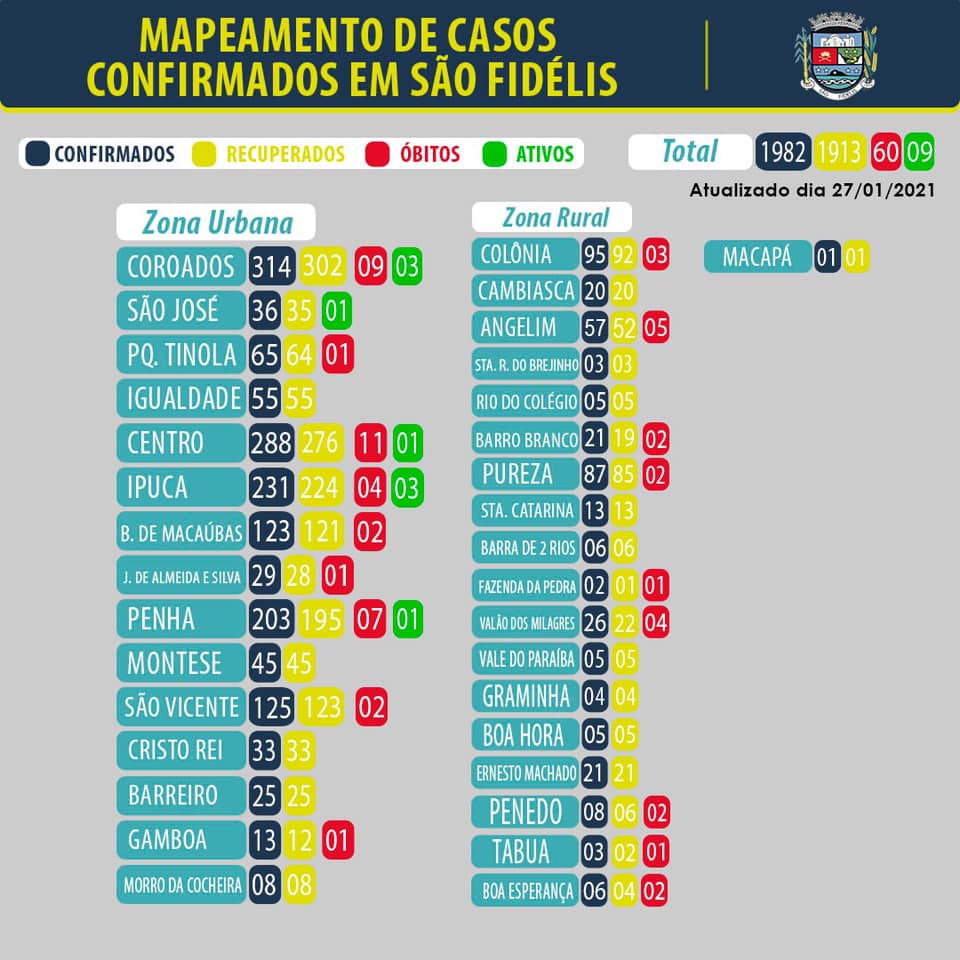 MAPEAMENTO DE CASOS
CONFIRMADOS EM SÃO FIDÉLIS
CONFIRMADOS RECUPERADOS ÓBITOS ATIVOS
Total 1982 1913 60 09
Atualizado dia 27/01/2021
Zona Urbana
COROADOS 314 302 09 03
SÃO JOSÉ 36 35 01
PQ. TINOLA 65 64 01
IGUALDADE 55 55
CENTRO 288 276 11 01
IPUCA 231 224 04 03
B. DE MACAÚBAS 123 121 02
J. DE ALMEIDA E SILVA 29 28 01
PENHA 203 195 07 01
MONTESE 45 45
SÃO VICENTE 125 123 02
CRISTO REI 33 33
BARREIRO 25 25
GAMBOA 13 12 01
MORRO DA COCHEIRA 08 08
Zona Rural
COLÔNIA 95 92 03
CAMBIASCA 20 20
ANGELIM 57 52 05
STA. R. DO BREJINHO 03 03
RIO DO COLÉGIO 05 05
BARRO BRANCO 21 19 02
PUREZA 87 85 02
STA. CATARINA 13 13
BARRA DE 2 RIOS 06 06
FAZENDA DA PEDRA 02 01 01
VALÃO DOS MILAGRES 26 22 04
VALE DO PARAÍBA 05 05
GRAMINHA 04 04
BOA HORA 05 05
ERNESTO MACHADO 21 21
PENEDO 08 06 02
TABUA 03 02 01
BOA ESPERANÇA 06 04 02
MACAPÁ 01 01